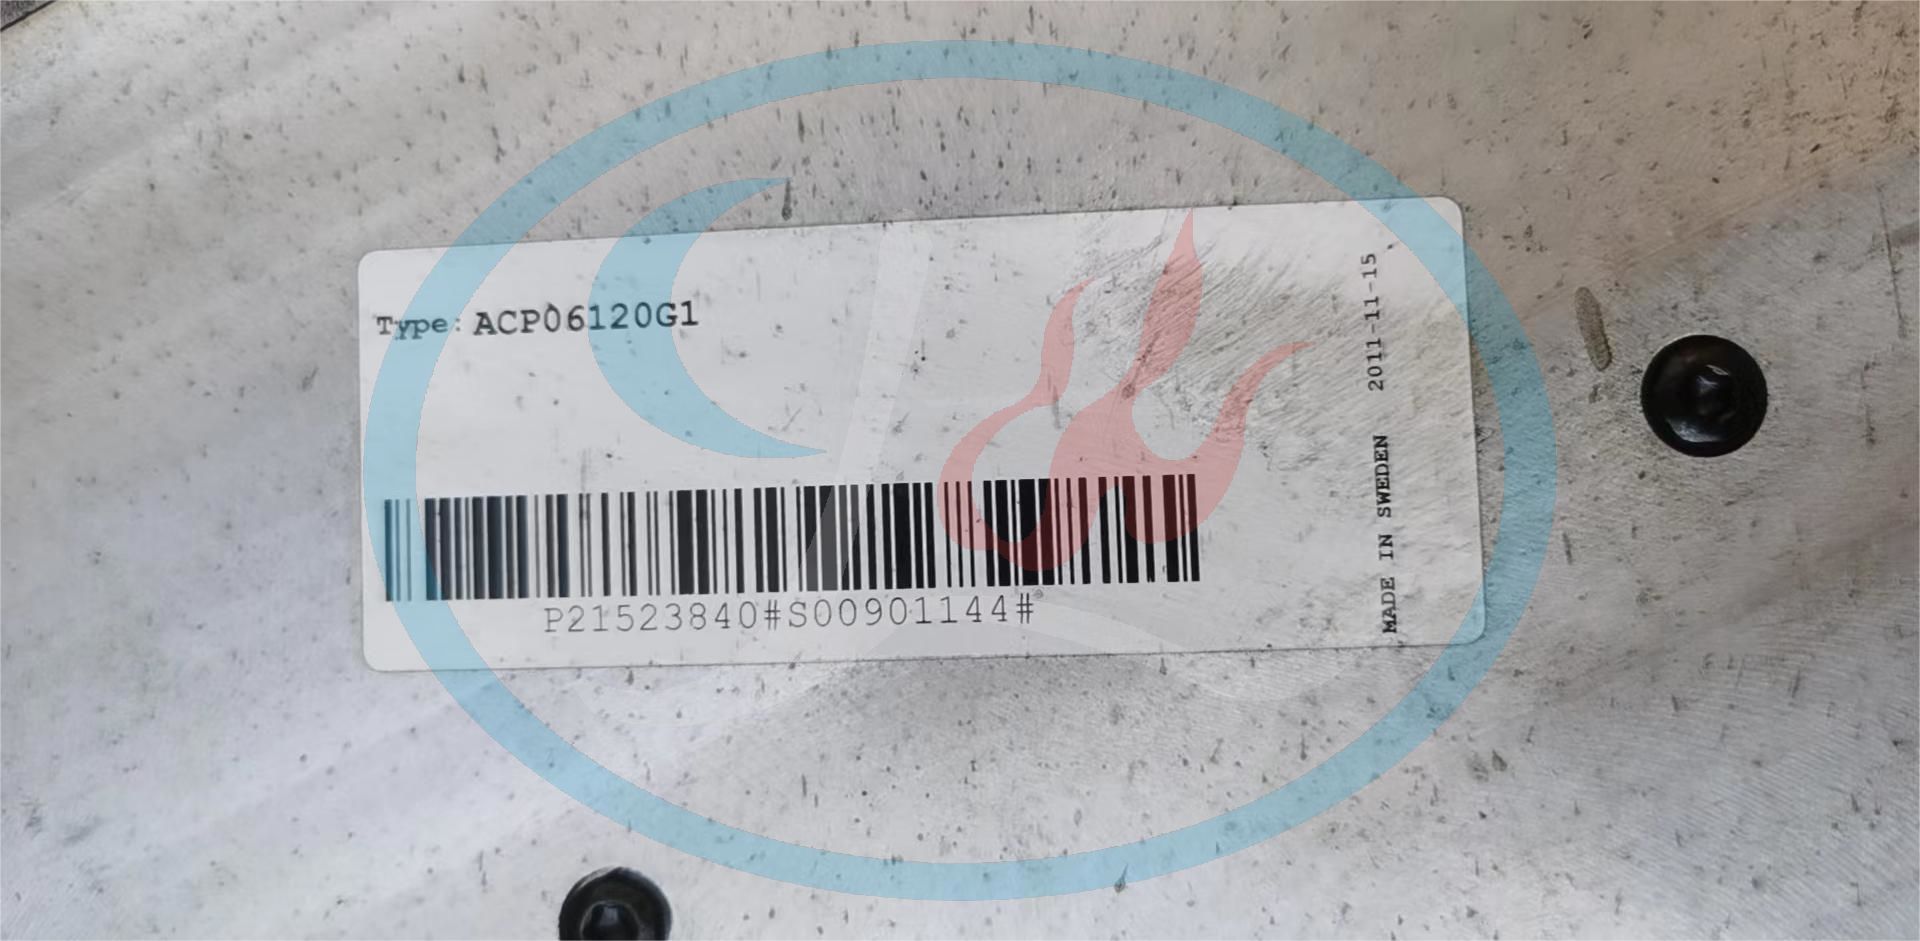 Type: ACP06120G1
P21523840#S00901144#
MADE IN SWEDEN 2011-11-15